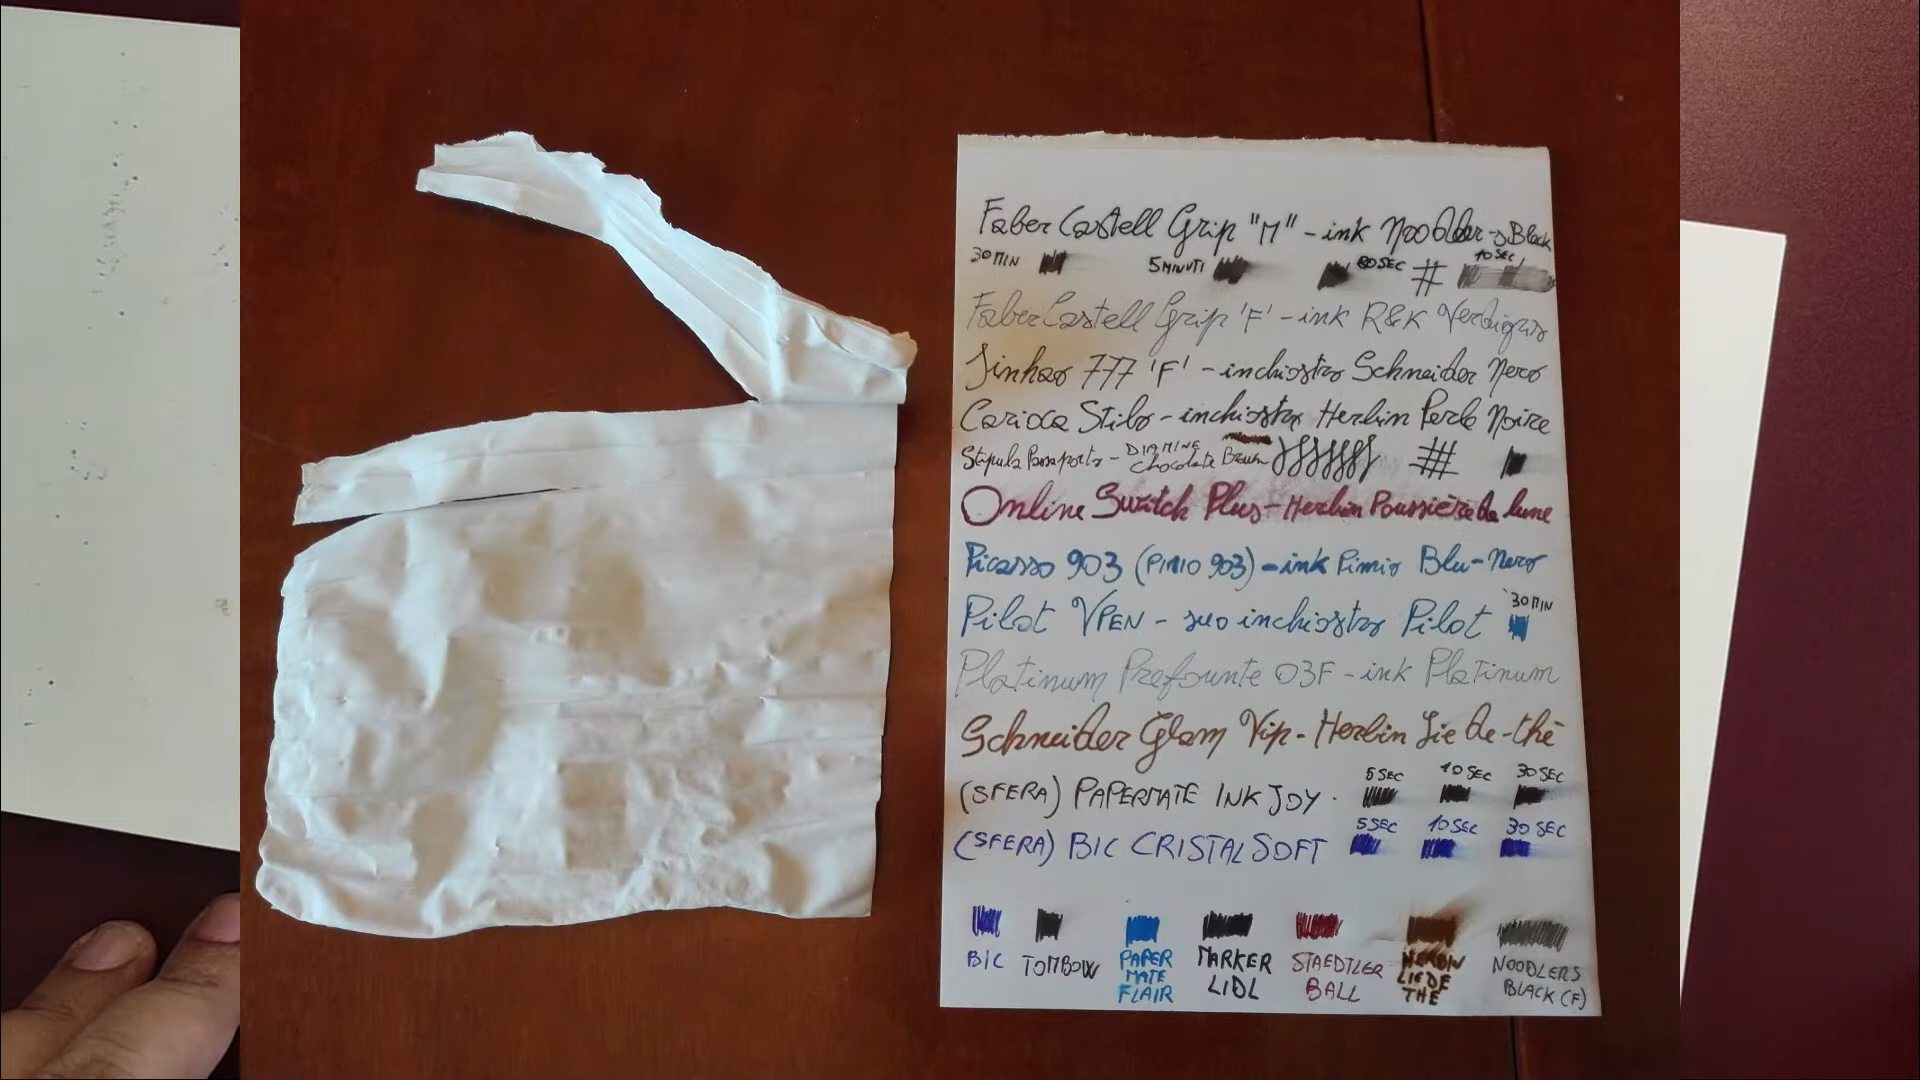 Faber Castell Grip "M" - ink Noodler-s Black
30 MIN 5 MINUTI 60 SEC # 10 SEC
Faber Castell Grip 'F' - ink R&K Verdigris
Jinhao 777 'F' - inchiostro Schneider Nero
Carioca Stilo - inchiostro Herbin Perle Noire
Stipula Passaporto - DIAMINE Chocolate Brown
Online Switch Plus - Herbin Poussière de lune
Picasso 903 (PIMIO 903) - ink Pimio Blu-Nero
Pilot VPEN - suo inchiostro Pilot 30 MIN
Platinum Prefounte 03F - ink Platinum
Schneider Glam Vip - Herbin Lie de-thè
(SFERA) PAPERMATE INKJOY. 5 SEC 10 SEC 30 SEC
(SFERA) BIC CRISTAL SOFT 5 SEC 10 SEC 30 SEC
BIC
TOMBOW
PAPER
MATE
FLAIR
MARKER
LIDL
STAEDTLER
BALL
HERBIN
LIE DE
THE
NOODLERS
BLACK (F)